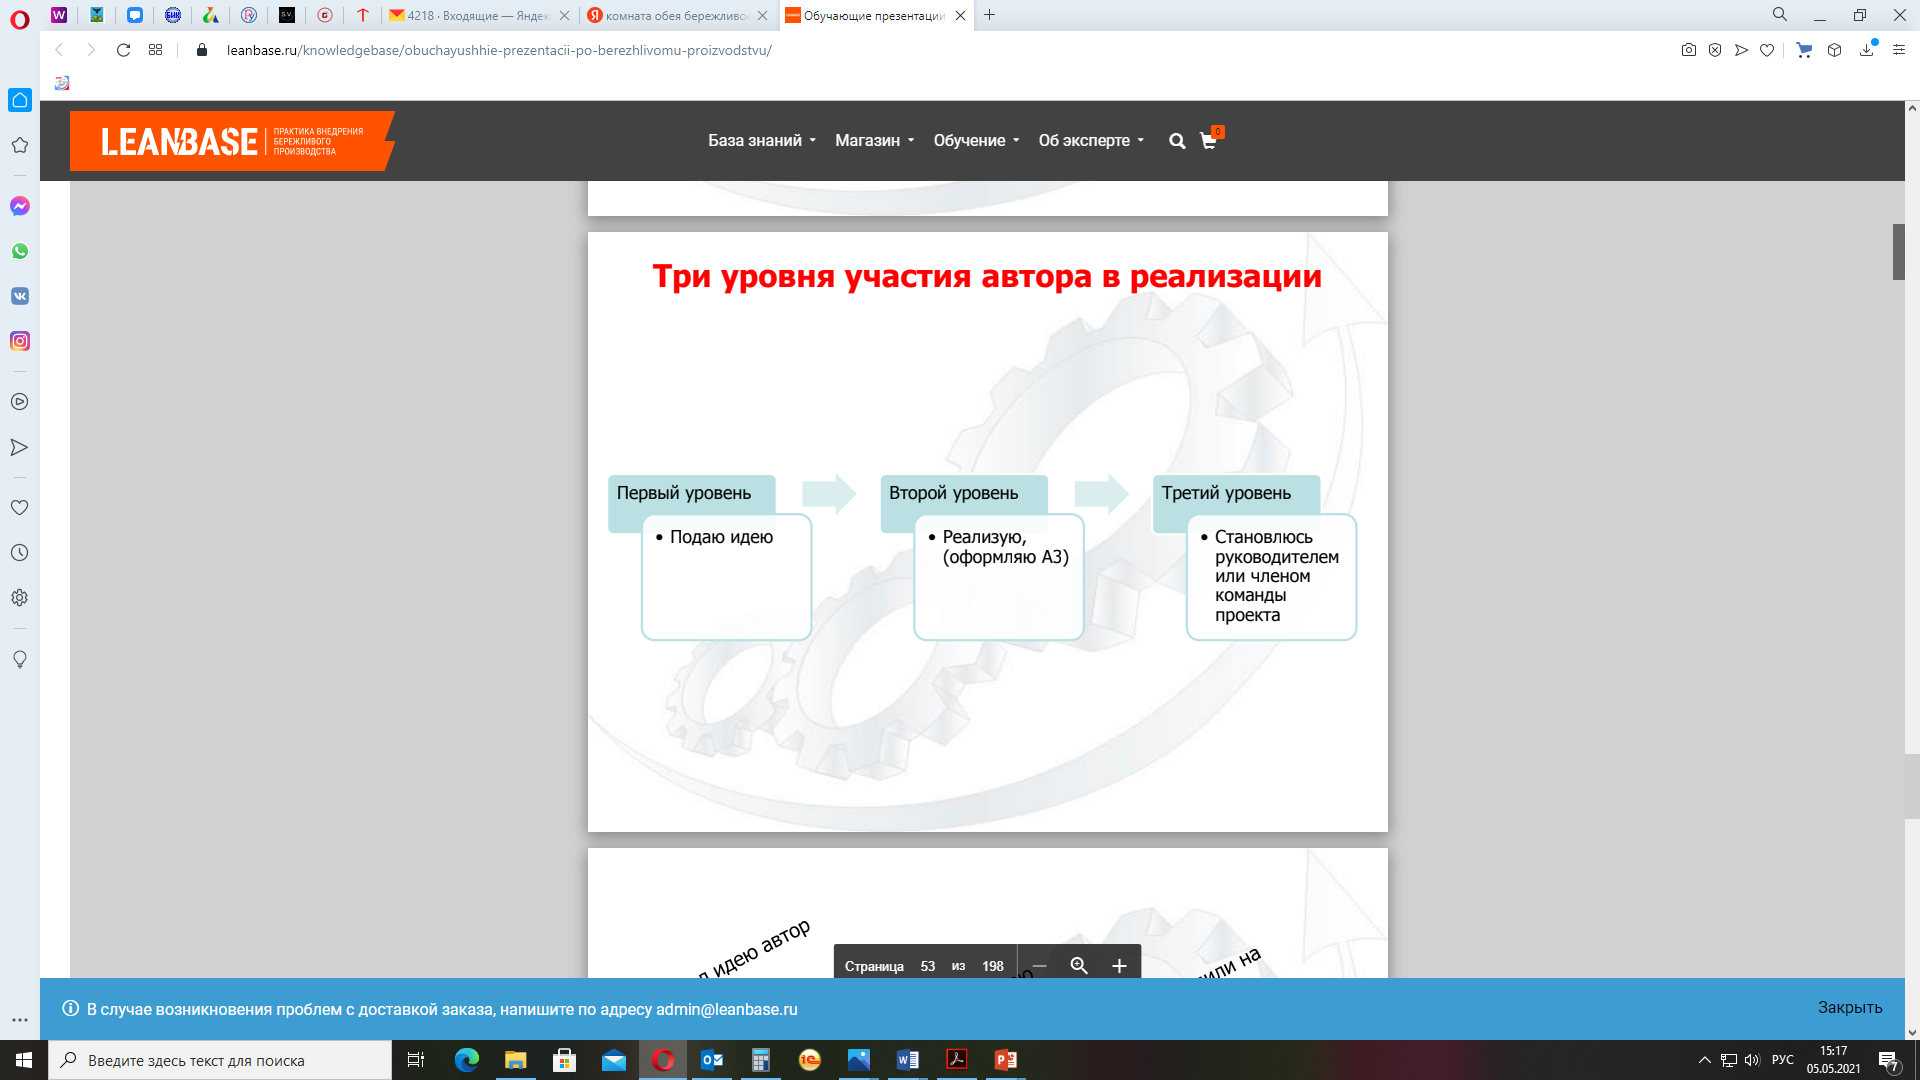 4218 · Входящие — Яндек
комната обея бережливо
Обучающие презентации
leanbase.ru/knowledgebase/obuchayushhie-prezentacii-po-berezhlivomu-proizvodstvu/
LEANBASE
ПРАКТИКА ВНЕДРЕНИЯ
БЕРЕЖЛИВОГО
ПРОИЗВОДСТВА
База знаний
Магазин
Обучение
Об эксперте
0
Три уровня участия автора в реализации
Первый уровень
• Подаю идею
Второй уровень
• Реализую,
(оформляю А3)
Третий уровень
• Становлюсь
руководителем
или членом
команды
проекта
идею автор
или на
Страница 53 из 198
В случае возникновения проблем с доставкой заказа, напишите по адресу admin@leanbase.ru
Закрыть
Введите здесь текст для поиска
РУС
15:17
05.05.2021
7